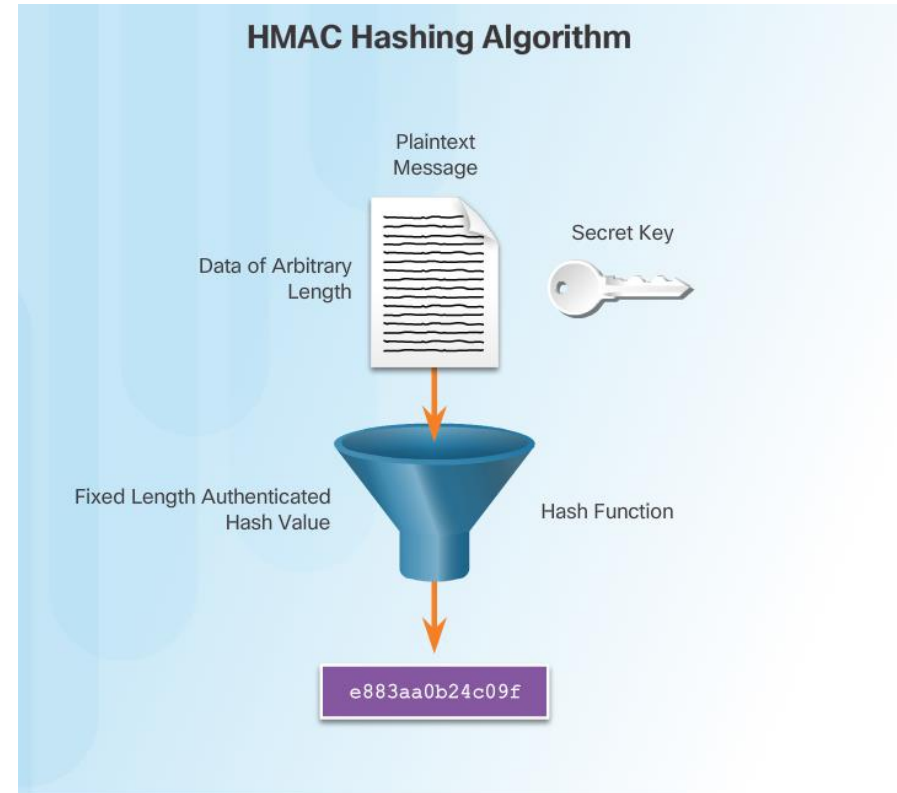 HMAC Hashing Algorithm
Plaintext
Message
Secret Key
Data of Arbitrary
Length
Fixed Length Authenticated
Hash Value
Hash Function
e883aa0b24c09f